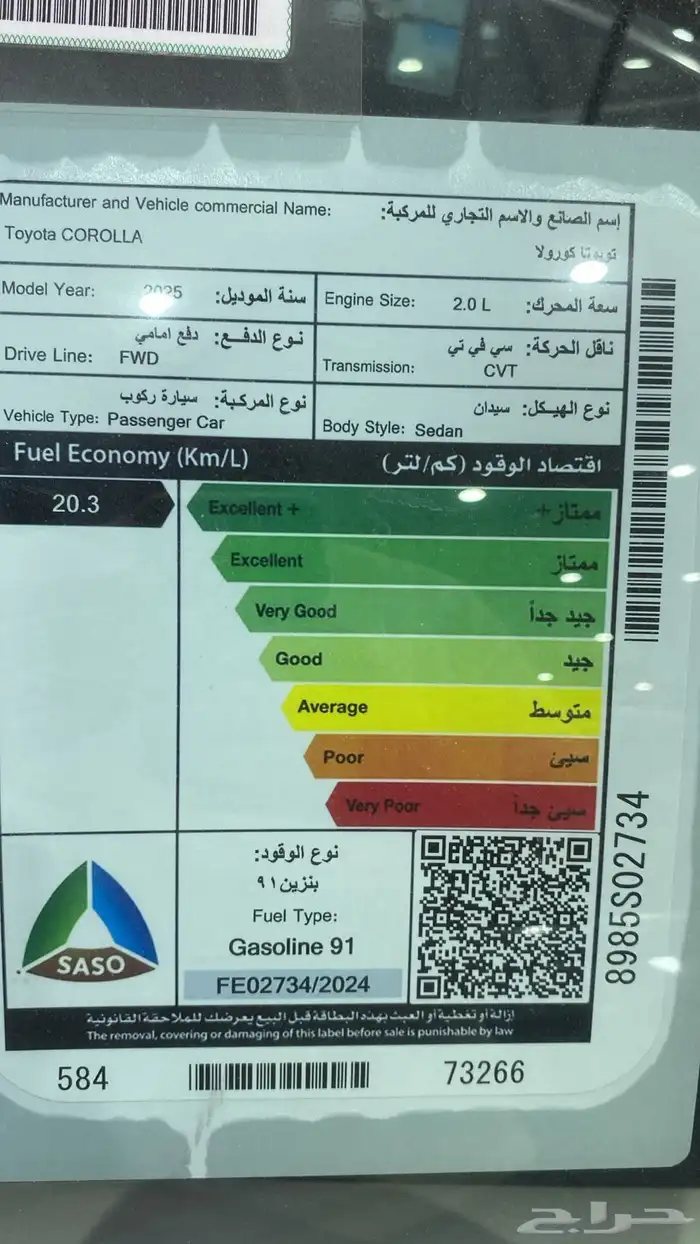 Manufacturer and Vehicle commercial Name: إسم الصانع والاسم التجاري للمركبة:
Toyota COROLLA تويوتا كورولا
Model Year: 2025 سنة الموديل:
Engine Size: 2.0 L سعة المحرك:
نوع الدفع: دفع امامي
Drive Line: FWD
ناقل الحركة: سي في تي
Transmission: CVT
نوع المركبة: سيارة ركوب
Vehicle Type: Passenger Car
نوع الهيكل: سيدان
Body Style: Sedan
Fuel Economy (Km/L) اقتصاد الوقود (كم/لتر)
20.3
Excellent + ممتاز+
Excellent ممتاز
Very Good جيد جداً
Good جيد
Average متوسط
Poor سيئ
Very Poor سيئ جداً
SASO
نوع الوقود:
بنزين ٩١
Fuel Type:
Gasoline 91
FE02734/2024
8985S02734
إزالة أو تغطية أو العبث بهذه البطاقة قبل البيع يعرضك للملاحقة القانونية
The removal, covering or damaging of this label before sale is punishable by law
584 73266
حراج